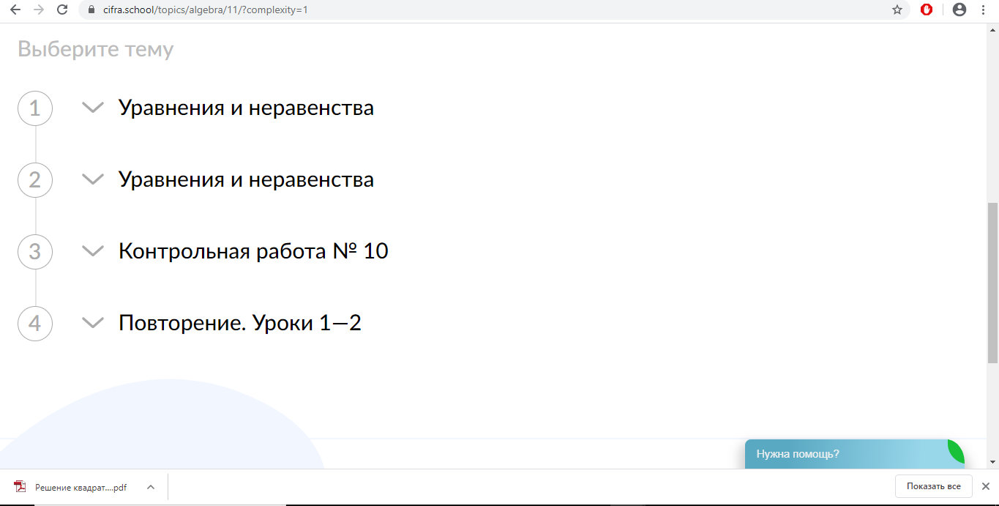 cifra.school/topics/algebra/11/?complexity=1
Выберите тему
1 Уравнения и неравенства
2 Уравнения и неравенства
3 Контрольная работа № 10
4 Повторение. Уроки 1—2
Нужна помощь?
Решение квадрат....pdf
Показать все